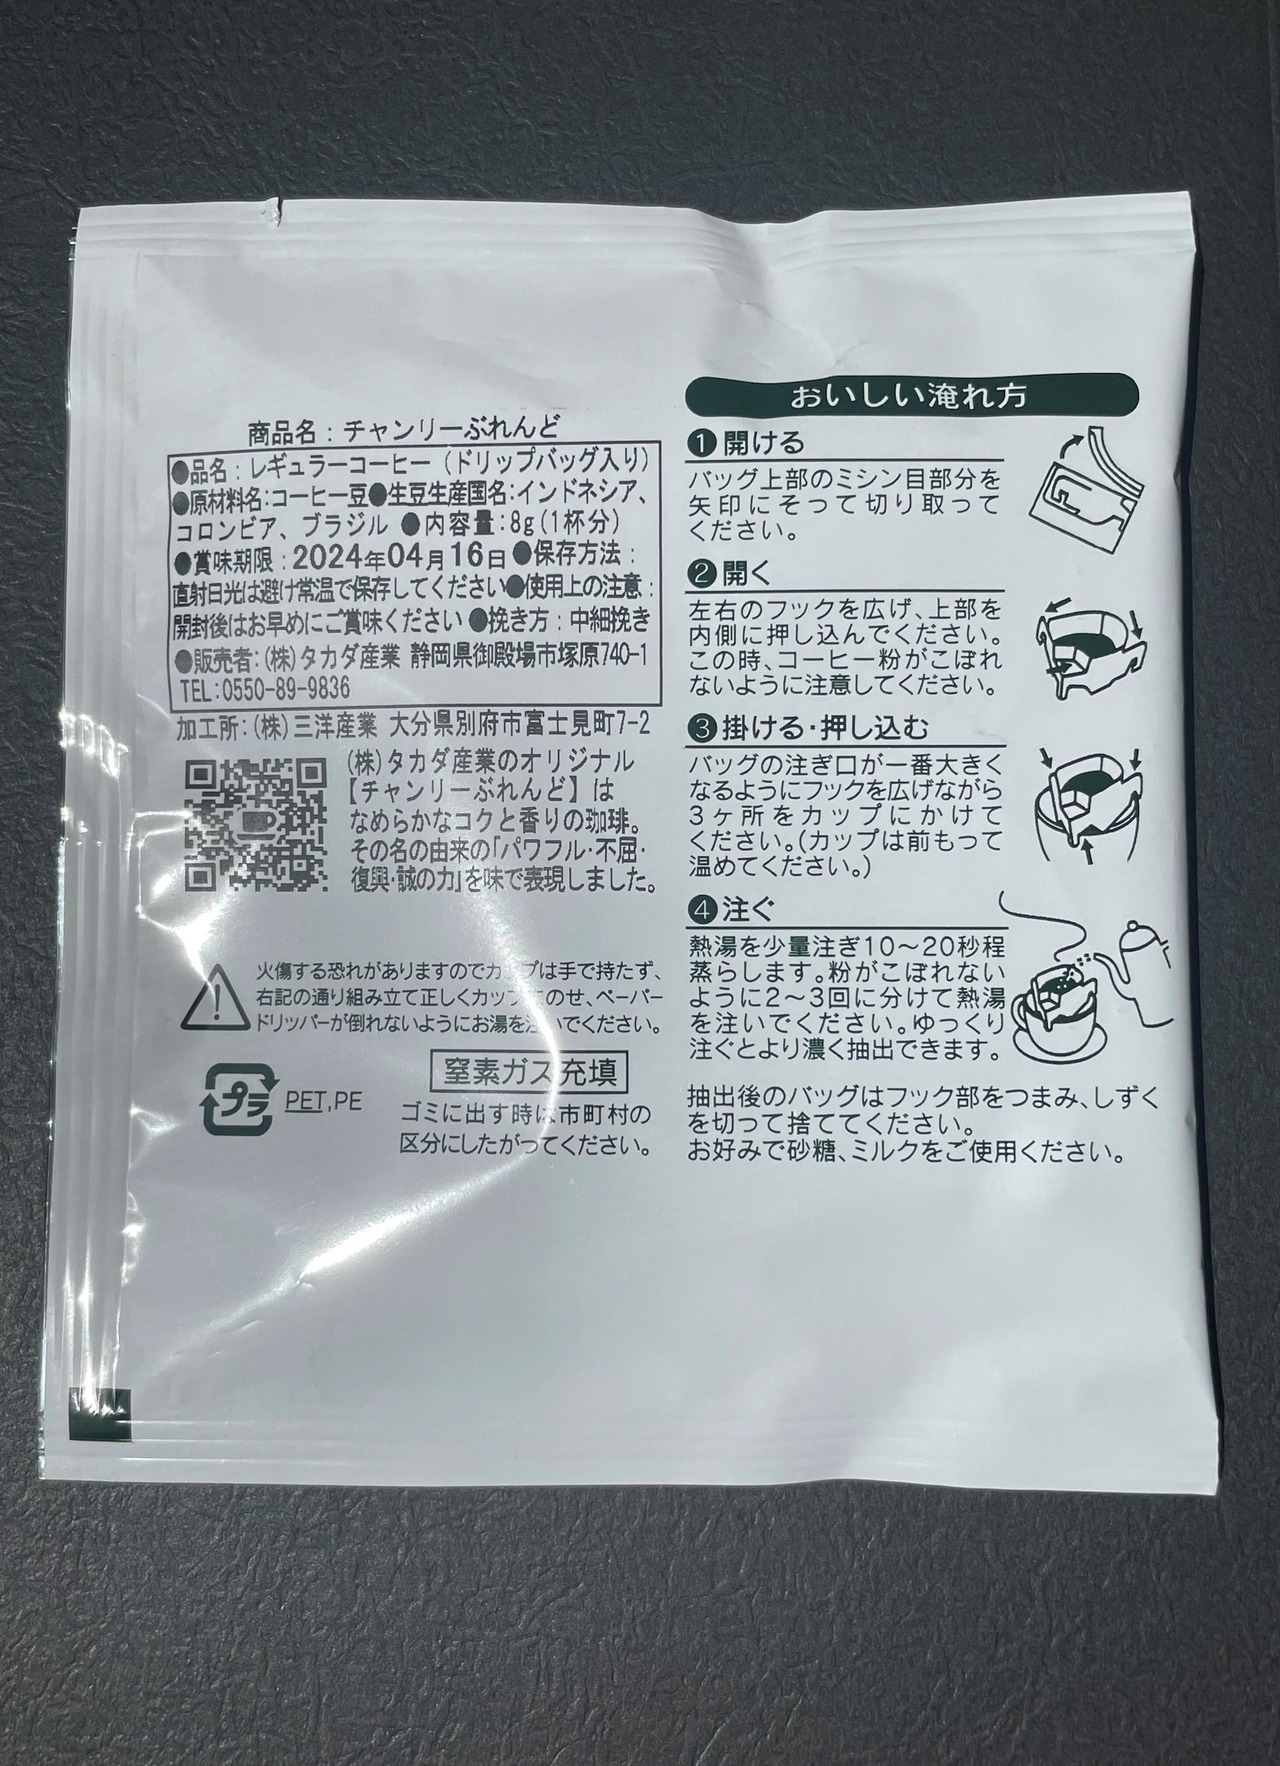 商品名：チャンリーぶれんど
●品名：レギュラーコーヒー（ドリップバッグ入り）
●原材料名：コーヒー豆●生豆生産国名：インドネシア、
コロンビア、ブラジル ●内容量：8g（1杯分）
●賞味期限：2024年04月16日●保存方法：
直射日光は避け常温で保存してください●使用上の注意：
開封後はお早めにご賞味ください ●挽き方：中細挽き
●販売者：（株）タカダ産業 静岡県御殿場市塚原740-1
TEL：0550-89-9836
加工所：（株）三洋産業 大分県別府市富士見町7-2
（株）タカダ産業のオリジナル
【チャンリーぶれんど】は
なめらかなコクと香りの珈琲。
その名の由来の「パワフル・不屈・
復興・誠の力」を味で表現しました。
火傷する恐れがありますのでカップは手で持たず、
右記の通り組み立て正しくカップにのせ、ペーパー
ドリッパーが倒れないようにお湯を注いでください。
プラ PET,PE
窒素ガス充填
ゴミに出す時は市町村の
区分にしたがってください。
おいしい淹れ方
1 開ける
バッグ上部のミシン目部分を
矢印にそって切り取って
ください。
2 開く
左右のフックを広げ、上部を
内側に押し込んでください。
この時、コーヒー粉がこぼれ
ないように注意してください。
3 掛ける・押し込む
バッグの注ぎ口が一番大きく
なるようにフックを広げながら
3ヶ所をカップにかけて
ください。（カップは前もって
温めてください。）
4 注ぐ
熱湯を少量注ぎ10〜20秒程
蒸らします。粉がこぼれない
ように2〜3回に分けて熱湯
を注いでください。ゆっくり
注ぐとより濃く抽出できます。
抽出後のバッグはフック部をつまみ、しずく
を切って捨ててください。
お好みで砂糖、ミルクをご使用ください。